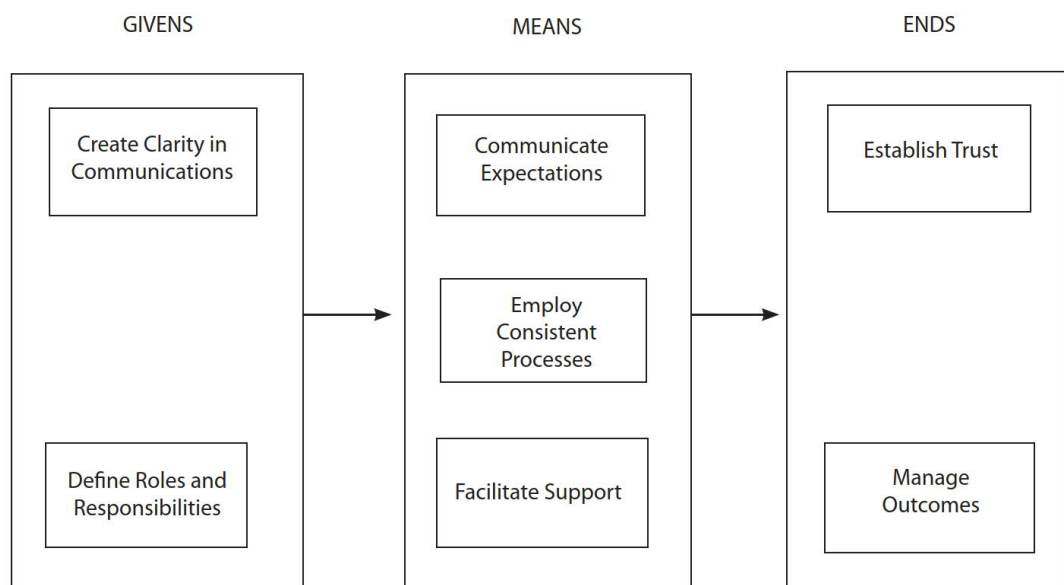 GIVENS
MEANS
ENDS
Create Clarity in
Communications
Define Roles and
Responsibilities
Communicate
Expectations
Employ
Consistent
Processes
Facilitate Support
Establish Trust
Manage
Outcomes